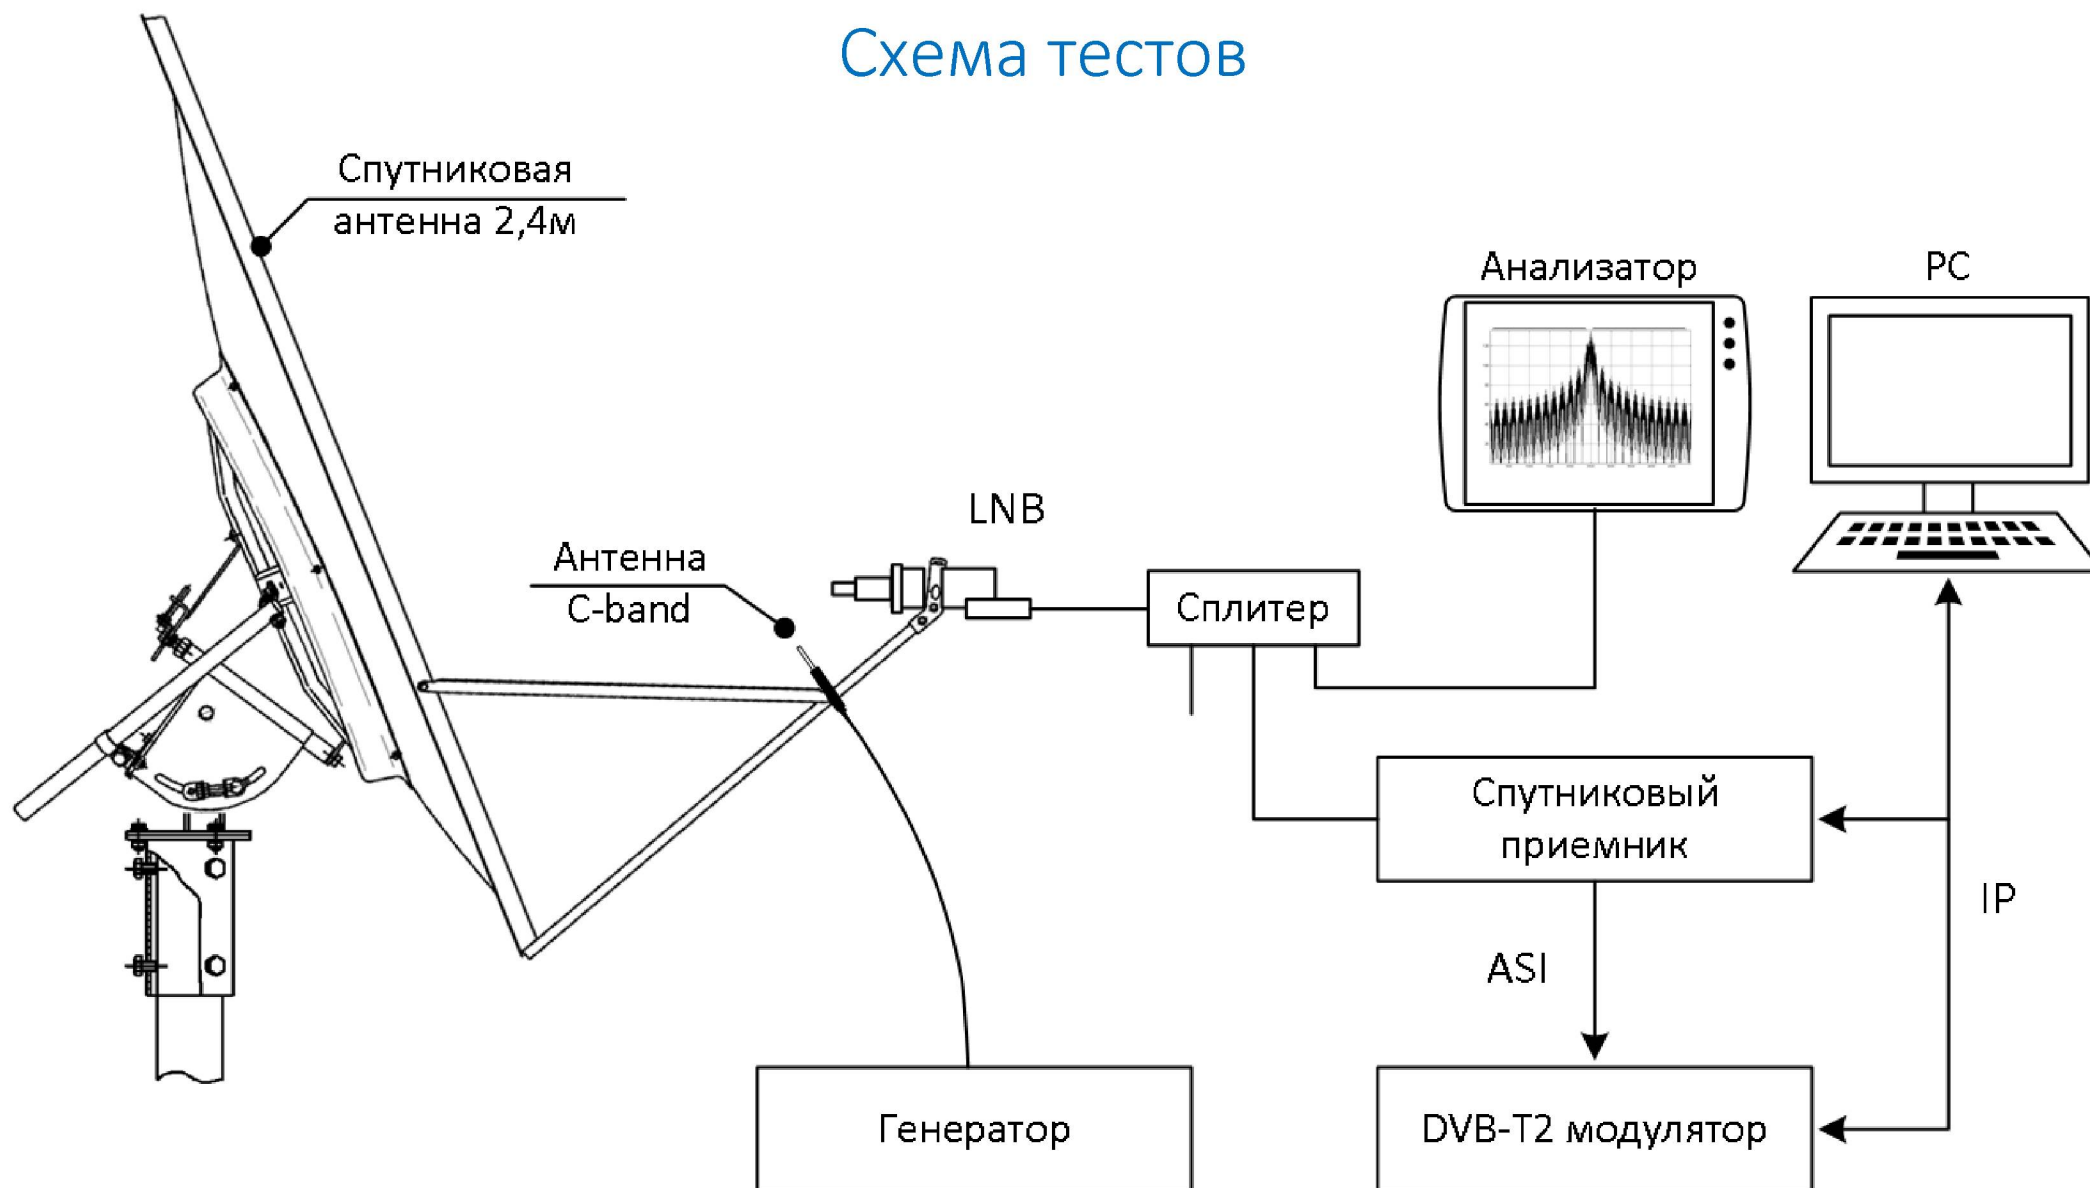 Схема тестов
Спутниковая
антенна 2,4м
Анализатор
PC
LNB
Антенна
C-band
Сплитер
Спутниковый
приемник
IP
ASI
Генератор
DVB-T2 модулятор